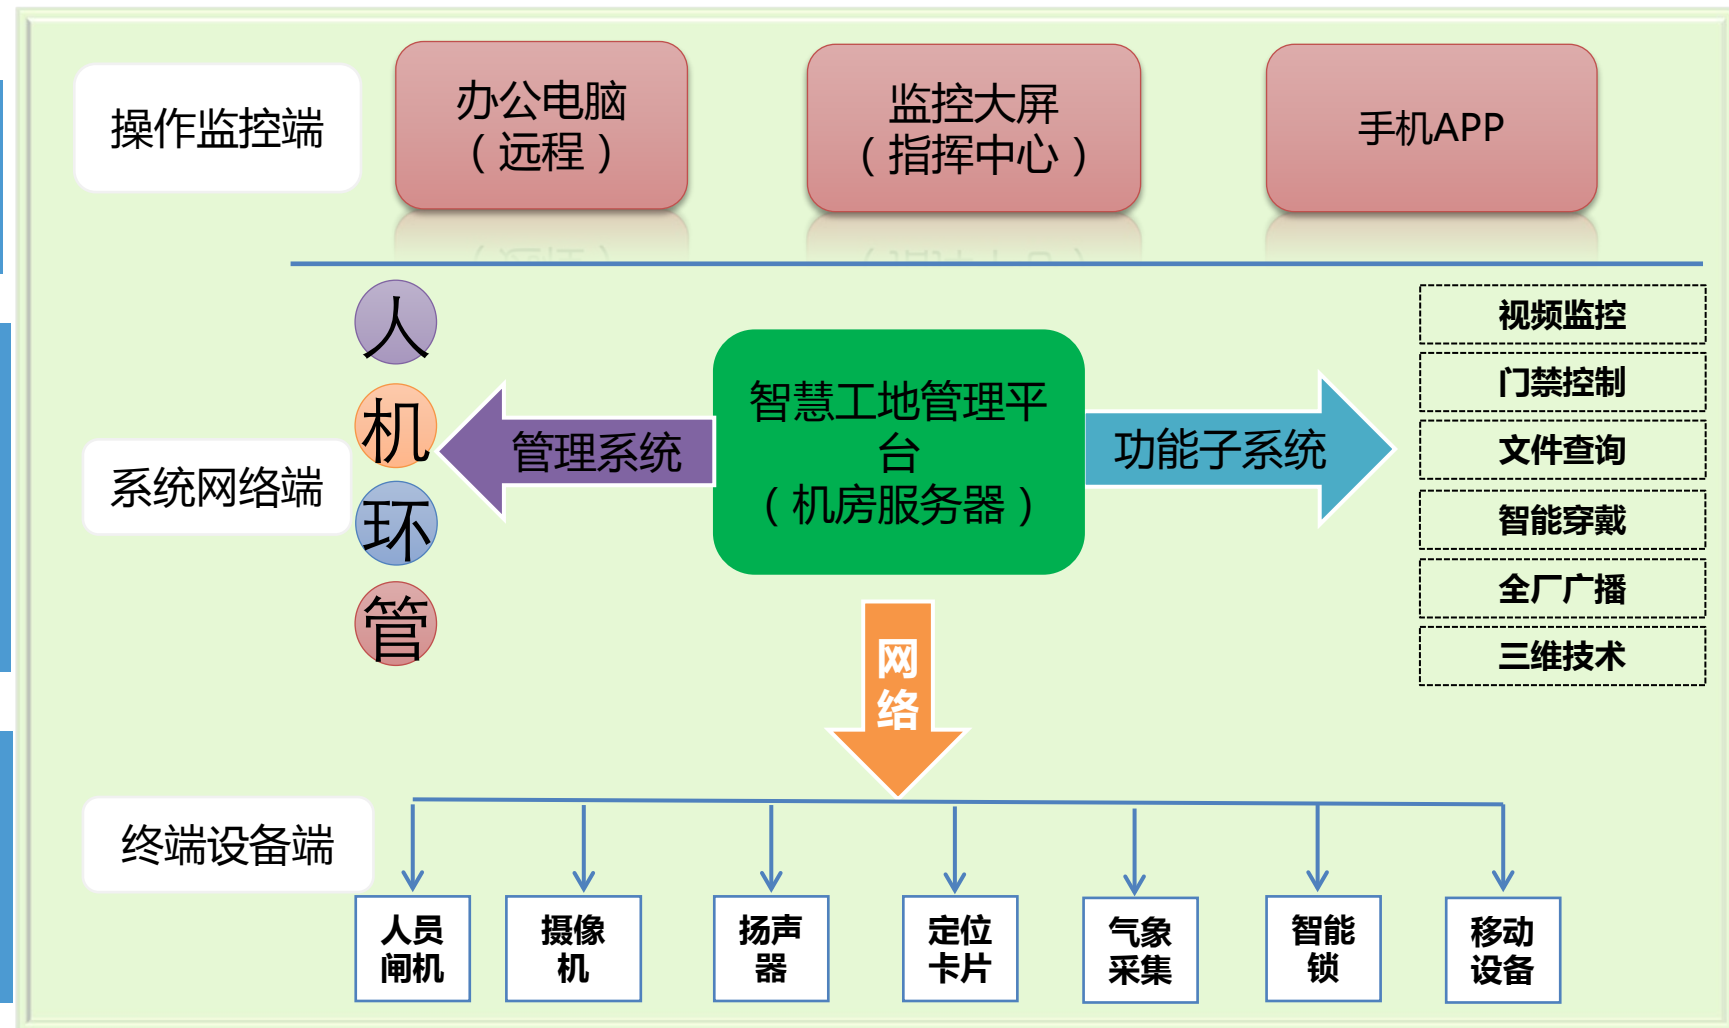 操作监控端
办公电脑
（远程）
监控大屏
（指挥中心）
手机APP
人
机
环
管
系统网络端
管理系统
智慧工地管理平
台
（机房服务器）
功能子系统
视频监控
门禁控制
文件查询
智能穿戴
全厂广播
三维技术
网
络
终端设备端
人员
闸机
摄像
机
扬声
器
定位
卡片
气象
采集
智能
锁
移动
设备